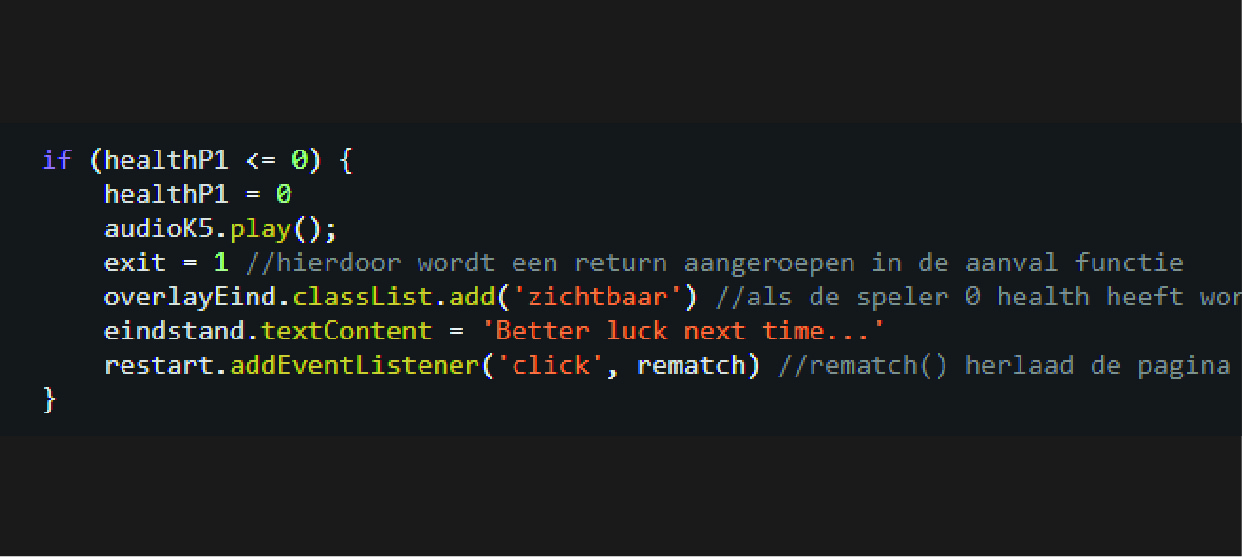 if (healthP1 <= 0) {
healthP1 = 0
audioK5.play();
exit = 1 //hierdoor wordt een return aangeroepen in de aanval functie
overlayEind.classList.add('zichtbaar') //als de speler 0 health heeft
eindstand.textContent = 'Better luck next time...'
restart.addEventListener('click', rematch) //rematch() herlaad de pagina
}